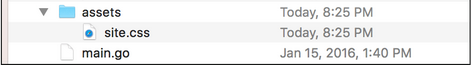 assets Today, 8:25 PM
site.css Today, 8:25 PM
main.go Jan 15, 2016, 1:40 PM